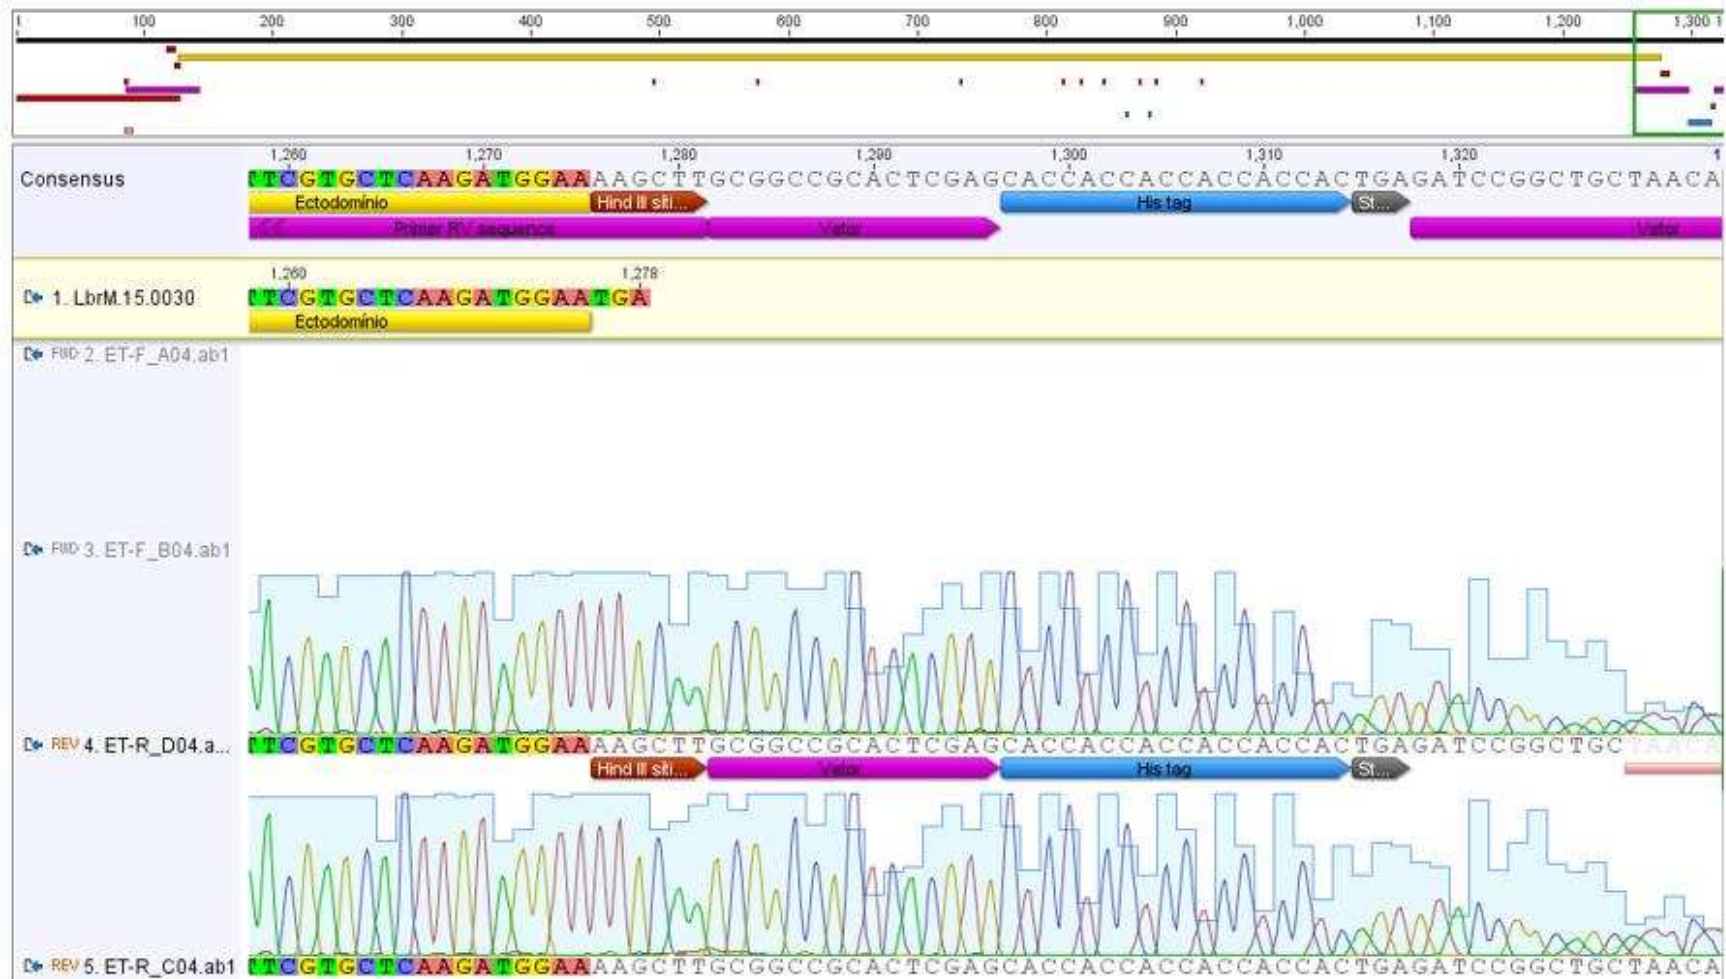 1 100 200 300 400 500 600 700 800 900 1,000 1,100 1,200 1,300 1
1,260 1,270 1,280 1,290 1,300 1,310 1,320 1
Consensus TTCGTGCTCAAGATGGAAAAGCTTGCGGCCGCACTCGAGCACCACCACCACCACCACTGAGATCCGGCTGCTAACA
Ectodomínio Hind III síti... His tag St...
Primer RV sequence Vetor Vetor
1,260 1,278
1. LbrM.15.0030 TTCGTGCTCAAGATGGAATGA
Ectodomínio
FWD 2. ET-F_A04.ab1
FWD 3. ET-F_B04.ab1
REV 4. ET-R_D04.a... TTCGTGCTCAAGATGGAAAAGCTTGCGGCCGCACTCGAGCACCACCACCACCACCACTGAGATCCGGCTGCTAACA
Hind III síti... Vetor His tag St...
REV 5. ET-R_C04.ab1 TTCGTGCTCAAGATGGAAAAGCTTGCGGCCGCACTCGAGCACCACCACCACCACCACTGAGATCCGGCTGCTAACA